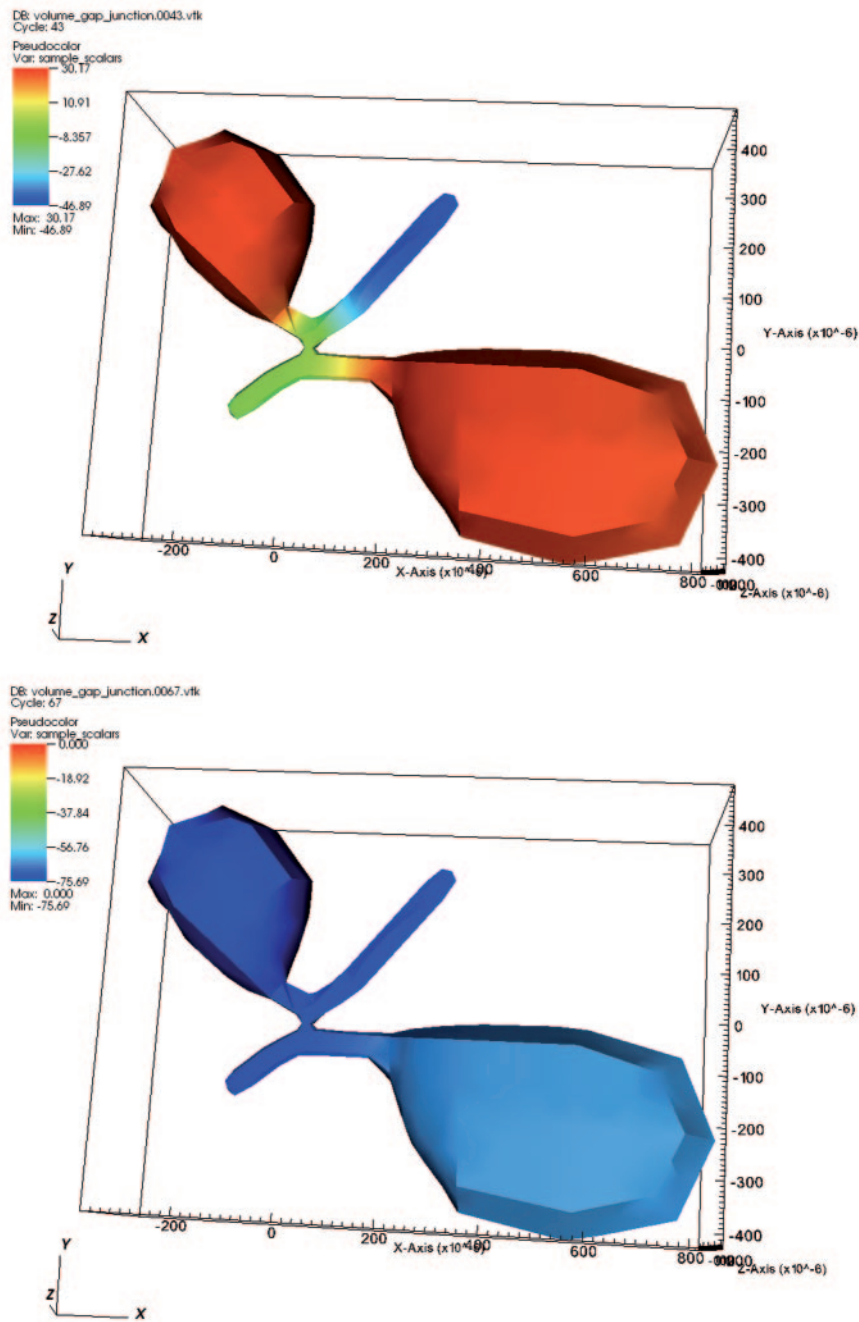 DB: volume_gap_junction.0043.vtk
Cycle: 43
Pseudocolor
Var: sample_scalars
30.17
10.91
-8.357
-27.62
-46.89
Max: 30.17
Min: -46.89
400
300
200
100
Y-Axis (x10^-6)
0
-100
-200
-300
-400
-200
0
200
X-Axis (x10^-6)
400
600
800
Z-Axis (x10^-6)
Y
Z
X
DB: volume_gap_junction.0067.vtk
Cycle: 67
Pseudocolor
Var: sample_scalars
0.000
-18.92
-37.84
-56.76
-75.69
Max: 0.000
Min: -75.69
400
300
200
100
Y-Axis (x10^-6)
0
-100
-200
-300
-400
-200
0
200
X-Axis (x10^-6)
400
600
800
Z-Axis (x10^-6)
Y
Z
X